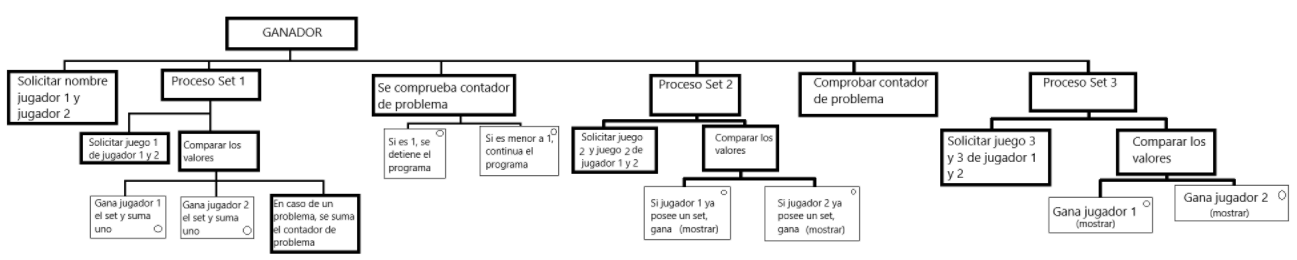 GANADOR
Solicitar nombre
jugador 1 y
jugador 2
Proceso Set 1
Solicitar juego 1
de jugador 1 y 2
Comparar los
valores
Gana jugador 1
el set y suma
uno
Gana jugador 2
el set y suma
uno
En caso de un
problema, se suma
el contador de
problema
Se comprueba contador
de problema
Si es 1, se
detiene el
programa
Si es menor a 1,
continua el
programa
Proceso Set 2
Solicitar juego
2 y juego 2 de
jugador 1 y 2
Comparar los
valores
Si jugador 1 ya
posee un set,
gana (mostrar)
Si jugador 2 ya
posee un set,
gana (mostrar)
Comprobar contador
de problema
Proceso Set 3
Solicitar juego 3
y 3 de jugador 1
y 2
Comparar los
valores
Gana jugador 1
(mostrar)
Gana jugador 2
(mostrar)